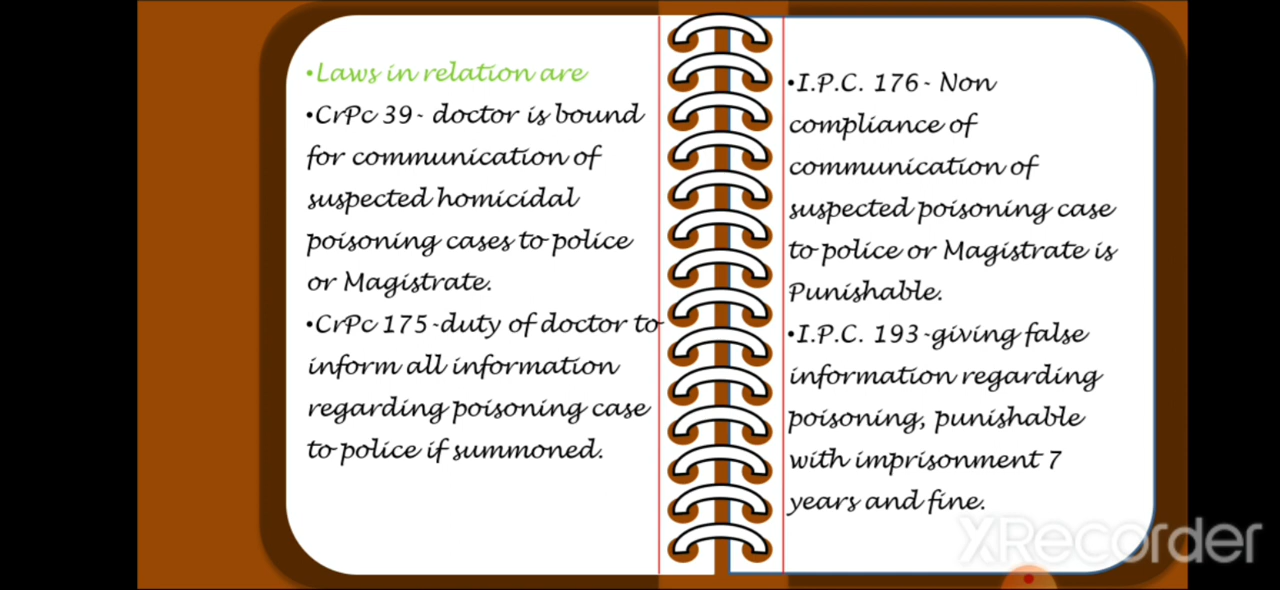 •Laws in relation are
•CrPc 39- doctor is bound
for communication of
suspected homicidal
poisoning cases to police
or Magistrate.
•CrPc 175-duty of doctor to
inform all information
regarding poisoning case
to police if summoned.
•I.P.C. 176- Non
compliance of
communication of
suspected poisoning case
to police or Magistrate is
Punishable.
•I.P.C. 193-giving false
information regarding
poisoning, punishable
with imprisonment 7
years and fine.
XRecorder